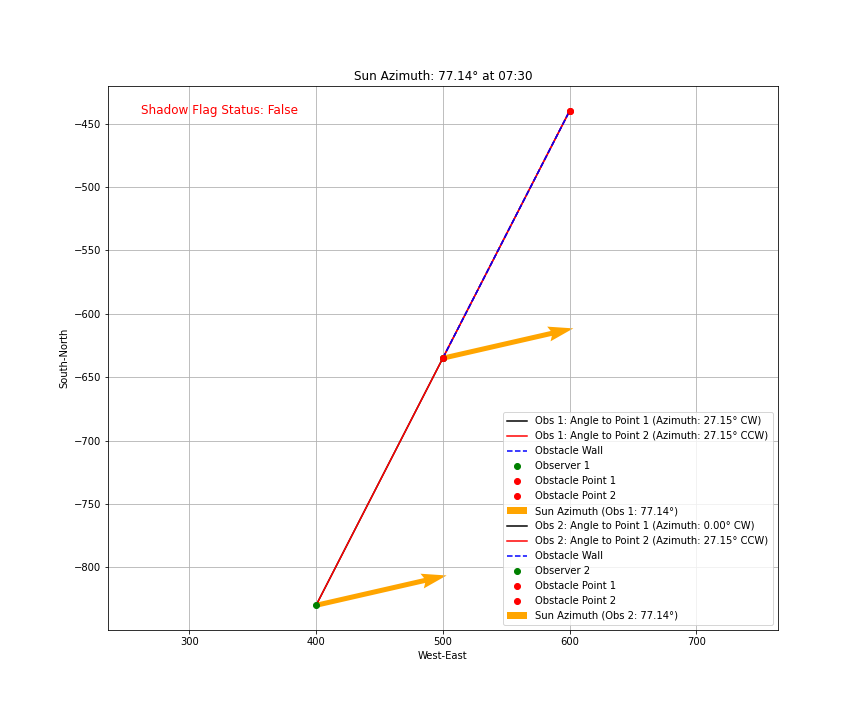 Sun Azimuth: 77.14° at 07:30
Shadow Flag Status: False
−450
−500
−550
−600
−650
−700
−750
−800
South-North
Obs 1: Angle to Point 1 (Azimuth: 27.15° CW)
Obs 1: Angle to Point 2 (Azimuth: 27.15° CCW)
Obstacle Wall
Observer 1
Obstacle Point 1
Obstacle Point 2
Sun Azimuth (Obs 1: 77.14°)
Obs 2: Angle to Point 1 (Azimuth: 0.00° CW)
Obs 2: Angle to Point 2 (Azimuth: 27.15° CCW)
Obstacle Wall
Observer 2
Obstacle Point 1
Obstacle Point 2
Sun Azimuth (Obs 2: 77.14°)
300 400 500 600 700
West-East